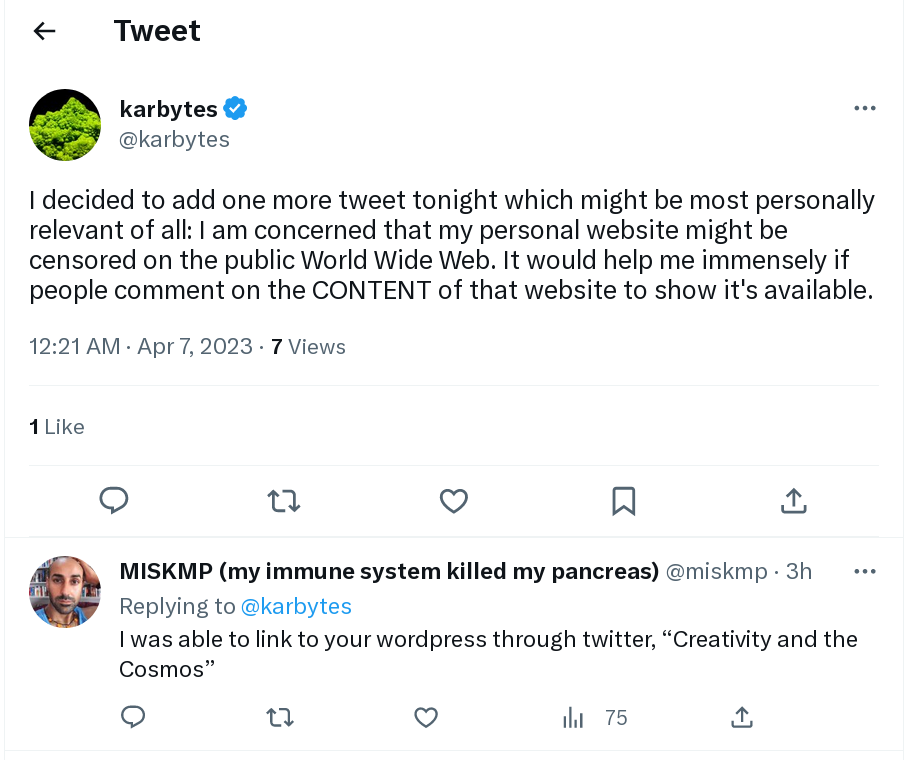 Tweet
karbytes
@karbytes
I decided to add one more tweet tonight which might be most personally
relevant of all: I am concerned that my personal website might be
censored on the public World Wide Web. It would help me immensely if
people comment on the CONTENT of that website to show it's available.
12:21 AM · Apr 7, 2023 · 7 Views
1 Like
MISKMP (my immune system killed my pancreas) @miskmp · 3h
Replying to @karbytes
I was able to link to your wordpress through twitter, “Creativity and the
Cosmos”
75